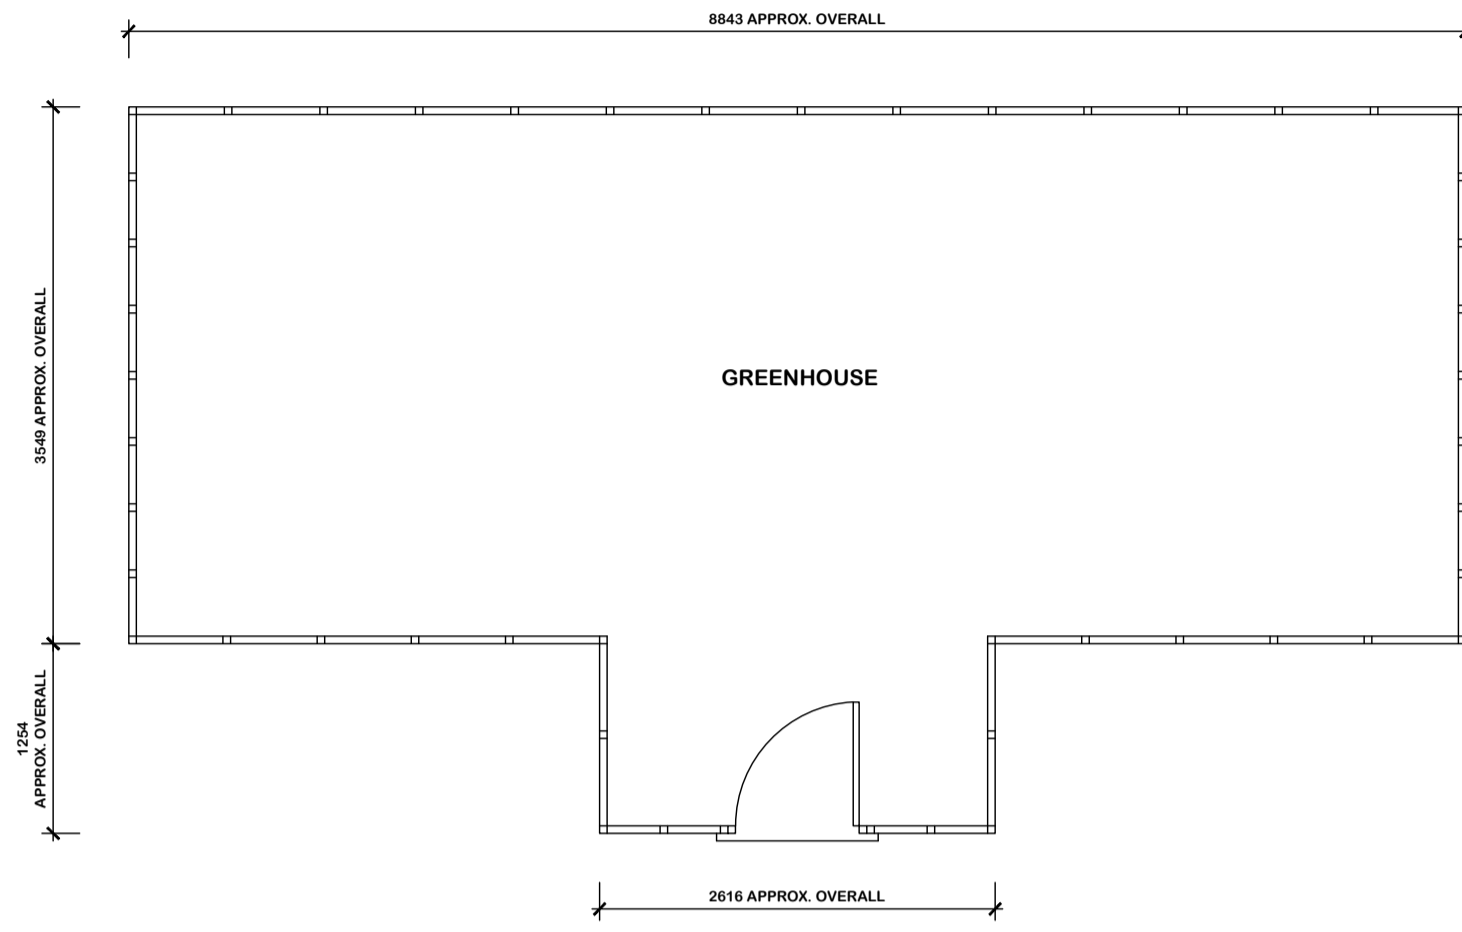 8843 APPROX. OVERALL
3549 APPROX. OVERALL
GREENHOUSE
1254
APPROX. OVERALL
2616 APPROX. OVERALL